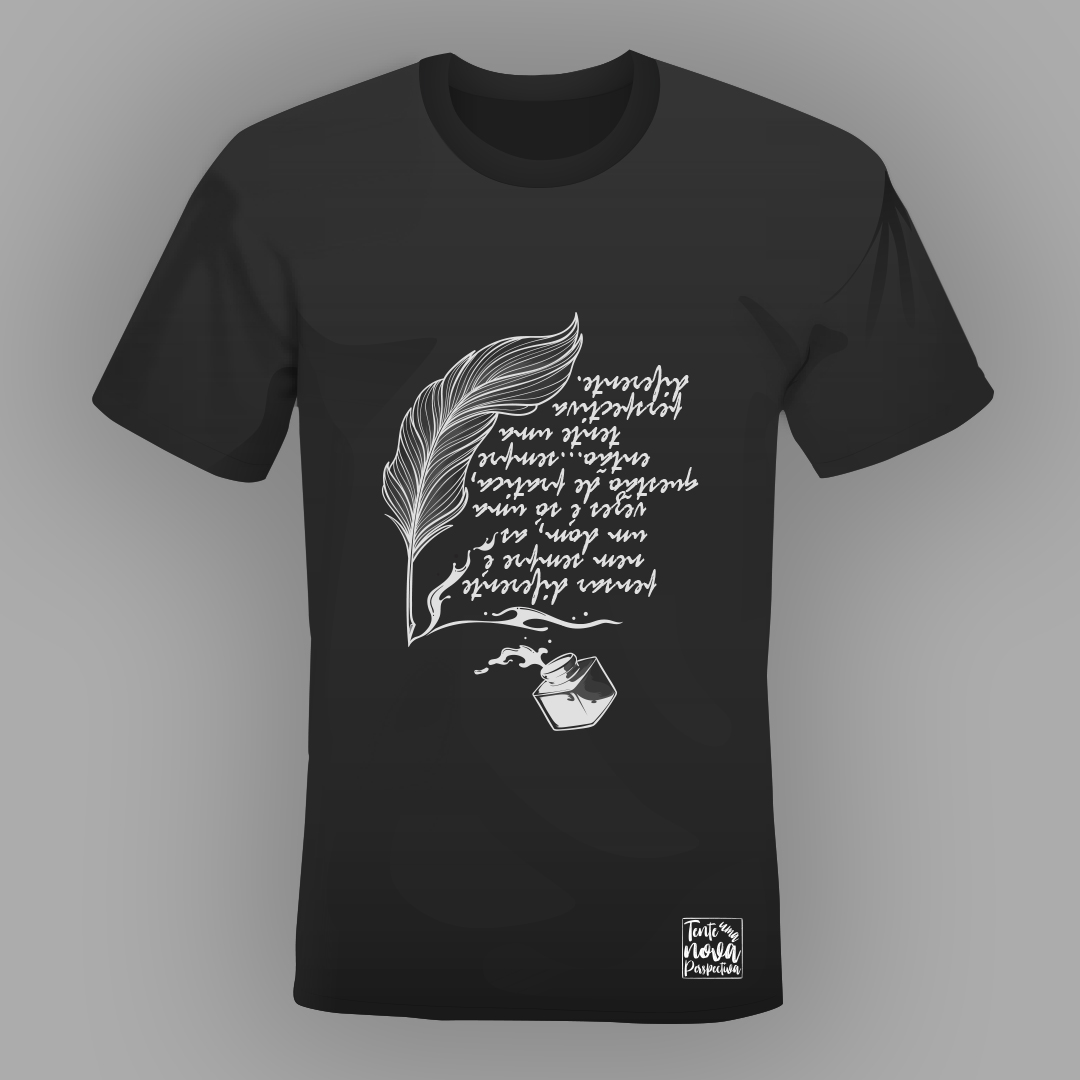 pensar diferente
nem sempre é
um dom, as
vezes é só uma
questão de pratica,
então...sempre
tente uma
perspectiva
diferente.
Tente uma
nova
Perspectiva